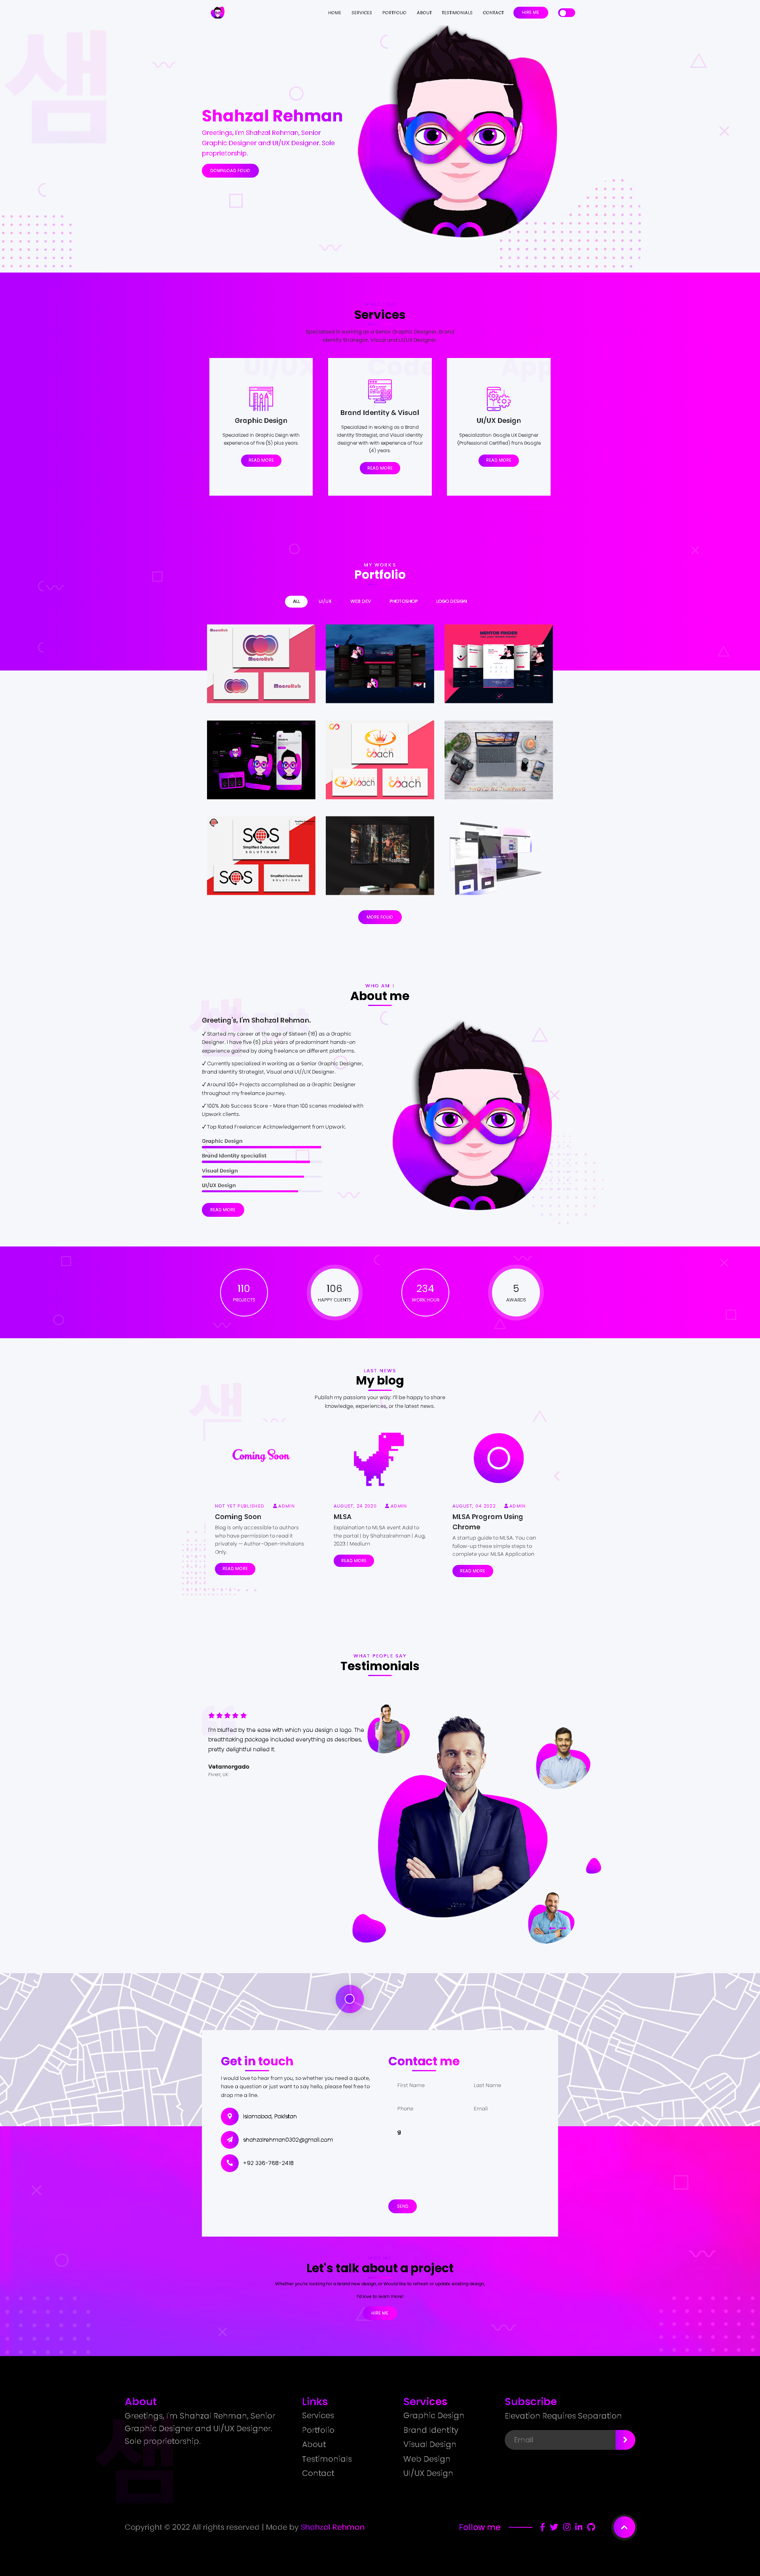 HOME SERVICES PORTFOLIO ABOUT TESTIMONIALS CONTACT HIRE ME
샘
Shahzal Rehman
Greetings, I'm Shahzal Rehman, Senior
Graphic Designer and UI/UX Designer. Sole
proprietorship.
DOWNLOAD FOLIO
Services
Specialized in working as a Senior Graphic Designer, Brand
Identity Strategist, Visual and UI/UX Designer.
UI/UX
Code
App
Graphic Design
Specialized in Graphic Deign with
experience of five (5) plus years.
READ MORE
Brand Identity & Visual
Specialized in working as a Brand
Identity Strategist, and Visual Identity
designer with with experience of four
(4) years.
READ MORE
UI/UX Design
Specialization Google UX Designer
(Professional Certified) from Google
READ MORE
MY WORKS
Portfolio
ALL UI/UX WEB DEV PHOTOSHOP LOGO DESIGN
MENTOR FINDER
SOS
Simplified Outsourced
SOLUTIONS
SOS
Simplified Outsourced
SOLUTIONS
MORE FOLIO
WHO AM I
About me
샘
Greeting's, I'm Shahzal Rehman.
✓ Started my career at the age of Sixteen (16) as a Graphic
Designer. I have five (5) plus years of predominant hands-on
experience gained by doing freelance on different platforms.
✓ Currently specialized in working as a Senior Graphic Designer,
Brand Identity Strategist, Visual and UI//UX Designer.
✓ Around 100+ Projects accomplished as a Graphic Designer
throughout my freelance journey.
✓ 100% Job Success Score - More than 100 scenes modeled with
Upwork clients.
✓ Top Rated Freelancer Acknowledgement from Upwork.
Graphic Design
Brand Identity specialist
Visual Design
UI/UX Design
READ MORE
110
PROJECTS
106
HAPPY CLIENTS
234
WORK HOUR
5
AWARDS
LAST NEWS
My blog
Publish my passions your way. I'll be happy to share
knowledge, experiences, or the latest news.
샘
Coming Soon
NOT YET PUBLISHED ADMIN
Coming Soon
Blog is only accessible to authors
who have permission to read it
privately — Author-Open-Invitaions
Only.
READ MORE
AUGUST, 24 2020 ADMIN
MLSA
Explaination to MLSA event Add to
the portal | by Shahzalrehman | Aug,
2023 | Medium
READ MORE
AUGUST, 04 2022 ADMIN
MLSA Program Using
Chrome
A startup guide to MLSA. You can
follow-up these simple steps to
complete your MLSA Application
READ MORE
WHAT PEOPLE SAY
Testimonials
I'm bluffed by the ease with which you design a logo. The
breathtaking package included everything as describes,
pretty delightful nailed it.
Vetamorgado
Fiverr, UK
Get in touch
I would love to hear from you, so whether you need a quote,
have a question or just want to say hello, please feel free to
drop me a line.
Islamabad, Pakistan
shahzalrehman0302@gmail.com
+92 336-768-2418
Contact me
First Name Last Name
Phone Email
g
SEND
Let's talk about a project
Whether you're looking for a brand new design, or Would like to refresh or update existing design,
I'd love to learn more!
HIRE ME
About
Greetings, I'm Shahzal Rehman, Senior
Graphic Designer and UI/UX Designer.
Sole proprietorship.
샘
Links
Services
Portfolio
About
Testimonials
Contact
Services
Graphic Design
Brand Identity
Visual Design
Web Design
UI/UX Design
Subscribe
Elevation Requires Separation
Email
Copyright © 2022 All rights reserved | Made by Shahzal Rehman
Follow me